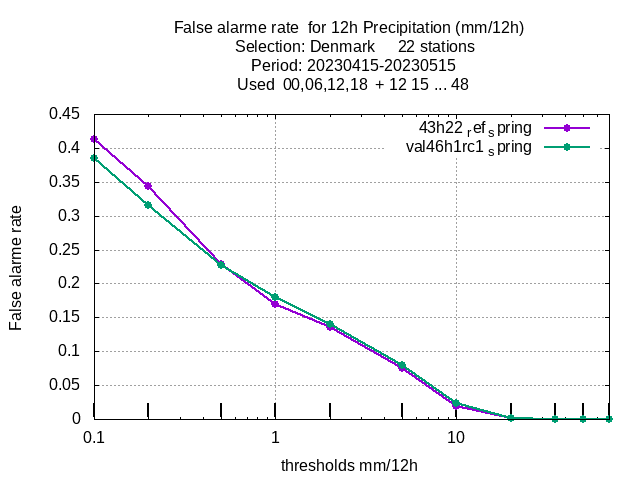 False alarme rate  for 12h Precipitation (mm/12h)
Selection: Denmark     22 stations
Period: 20230415-20230515
Used  00,06,12,18  + 12 15 ... 48
0.45
43h22 ref spring
0.4
val46h1rc1 spring
0.35
0.3
0.25
0.2
0.15
0.1
0.05
0
False alarme rate
0.1
1
10
thresholds mm/12h